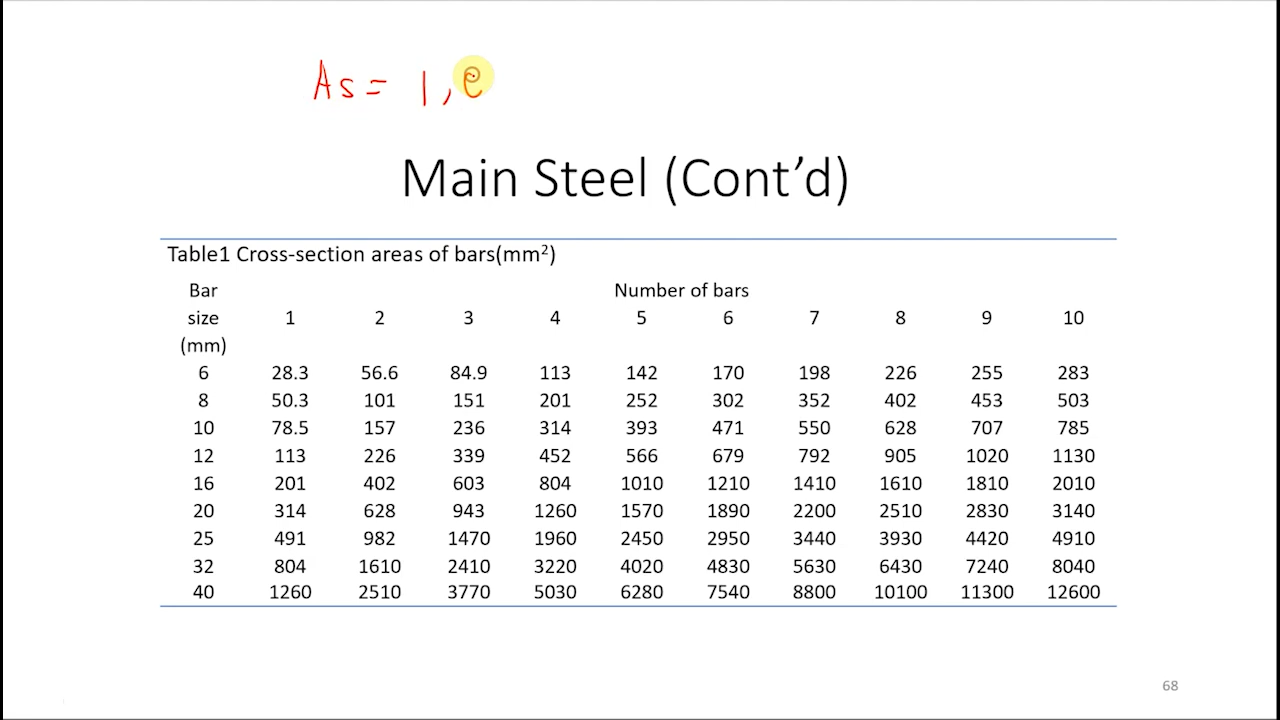 As = 1,
Main Steel (Cont’d)
Table1 Cross-section areas of bars(mm²)
Bar size (mm) Number of bars
1 2 3 4 5 6 7 8 9 10
6 28.3 56.6 84.9 113 142 170 198 226 255 283
8 50.3 101 151 201 252 302 352 402 453 503
10 78.5 157 236 314 393 471 550 628 707 785
12 113 226 339 452 566 679 792 905 1020 1130
16 201 402 603 804 1010 1210 1410 1610 1810 2010
20 314 628 943 1260 1570 1890 2200 2510 2830 3140
25 491 982 1470 1960 2450 2950 3440 3930 4420 4910
32 804 1610 2410 3220 4020 4830 5630 6430 7240 8040
40 1260 2510 3770 5030 6280 7540 8800 10100 11300 12600
68